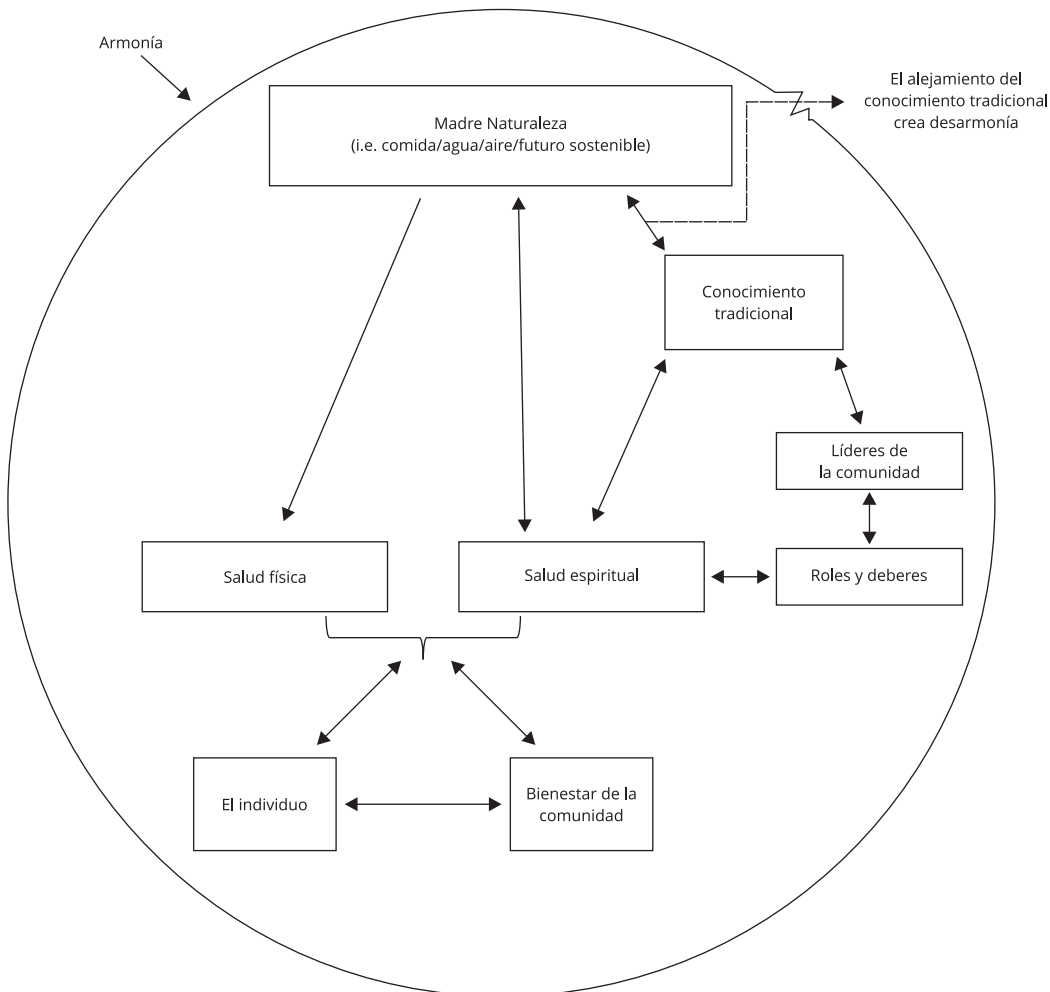 Armonía
El alejamiento del
conocimiento tradicional
crea desarmonía
Madre Naturaleza
(i.e. comida/agua/aire/futuro sostenible)
Conocimiento
tradicional
Líderes de
la comunidad
Salud física
Salud espiritual
Roles y deberes
El individuo
Bienestar de la
comunidad